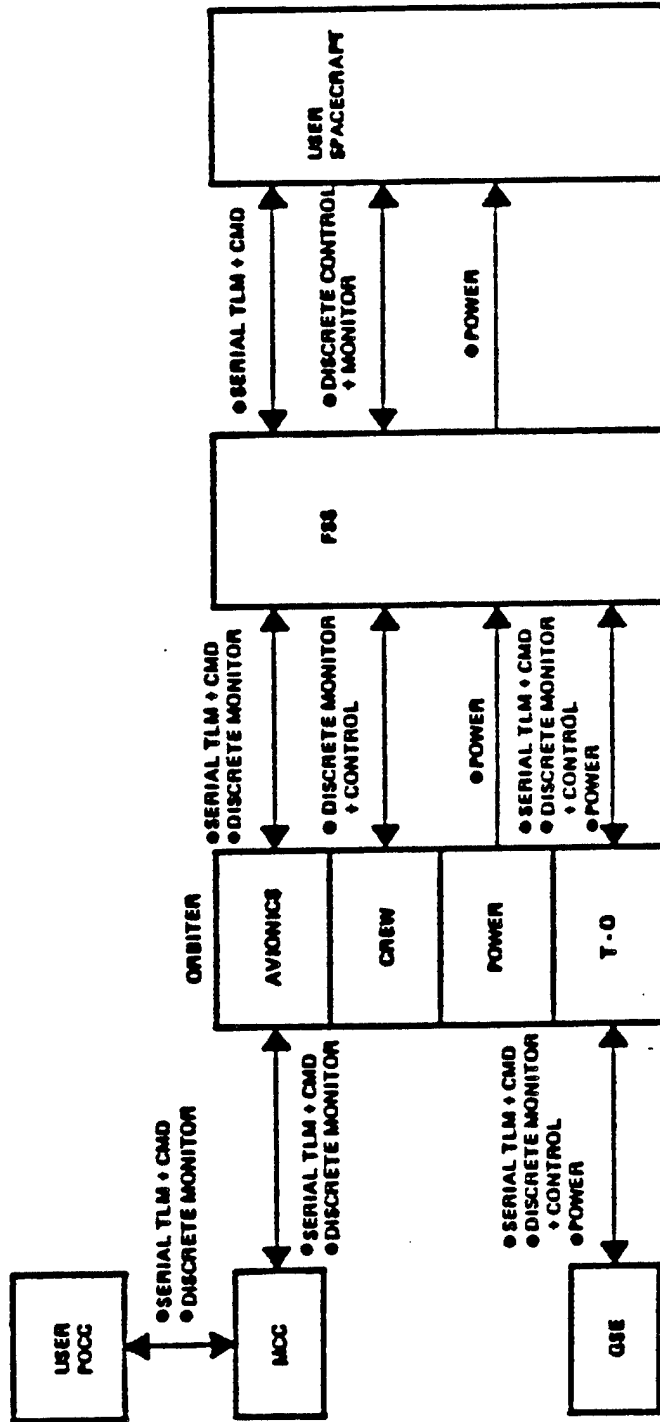 USER
POCC
●SERIAL TLM + CMD
●DISCRETE MONITOR
MCC
●SERIAL TLM + CMD
●DISCRETE MONITOR
GSE
●SERIAL TLM + CMD
●DISCRETE MONITOR
+ CONTROL
●POWER
ORBITER
AVIONICS
CREW
POWER
T-O
●SERIAL TLM + CMD
●DISCRETE MONITOR
● DISCRETE MONITOR
+ CONTROL
●POWER
●SERIAL TLM + CMD
●DISCRETE MONITOR
+ CONTROL
●POWER
FSS
●SERIAL TLM + CMD
● DISCRETE CONTROL
+ MONITOR
●POWER
USER
SPACECRAFT